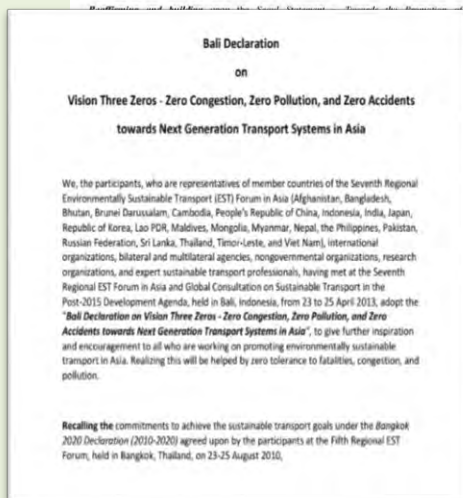 Reaffirming and building upon the Seoul Statement - Towards the Promotion of
Bali Declaration
on
Vision Three Zeros - Zero Congestion, Zero Pollution, and Zero Accidents
towards Next Generation Transport Systems in Asia
We, the participants, who are representatives of member countries of the Seventh Regional
Environmentally Sustainable Transport (EST) Forum in Asia (Afghanistan, Bangladesh,
Bhutan, Brunei Darussalam, Cambodia, People's Republic of China, Indonesia, India, Japan,
Republic of Korea, Lao PDR, Maldives, Mongolia, Myanmar, Nepal, the Philippines, Pakistan,
Russian Federation, Sri Lanka, Thailand, Timor-Leste, and Viet Nam), international
organizations, bilateral and multilateral agencies, nongovernmental organizations, research
organizations, and expert sustainable transport professionals, having met at the Seventh
Regional EST Forum in Asia and Global Consultation on Sustainable Transport in the
Post-2015 Development Agenda, held in Bali, Indonesia, from 23 to 25 April 2013, adopt the
"Bali Declaration on Vision Three Zeros - Zero Congestion, Zero Pollution, and Zero
Accidents towards Next Generation Transport Systems in Asia", to give further inspiration
and encouragement to all who are working on promoting environmentally sustainable
transport in Asia. Realizing this will be helped by zero tolerance to fatalities, congestion, and
pollution.
Recalling the commitments to achieve the sustainable transport goals under the Bangkok
2020 Declaration (2010-2020) agreed upon by the participants at the Fifth Regional EST
Forum, held in Bangkok, Thailand, on 23-25 August 2010,